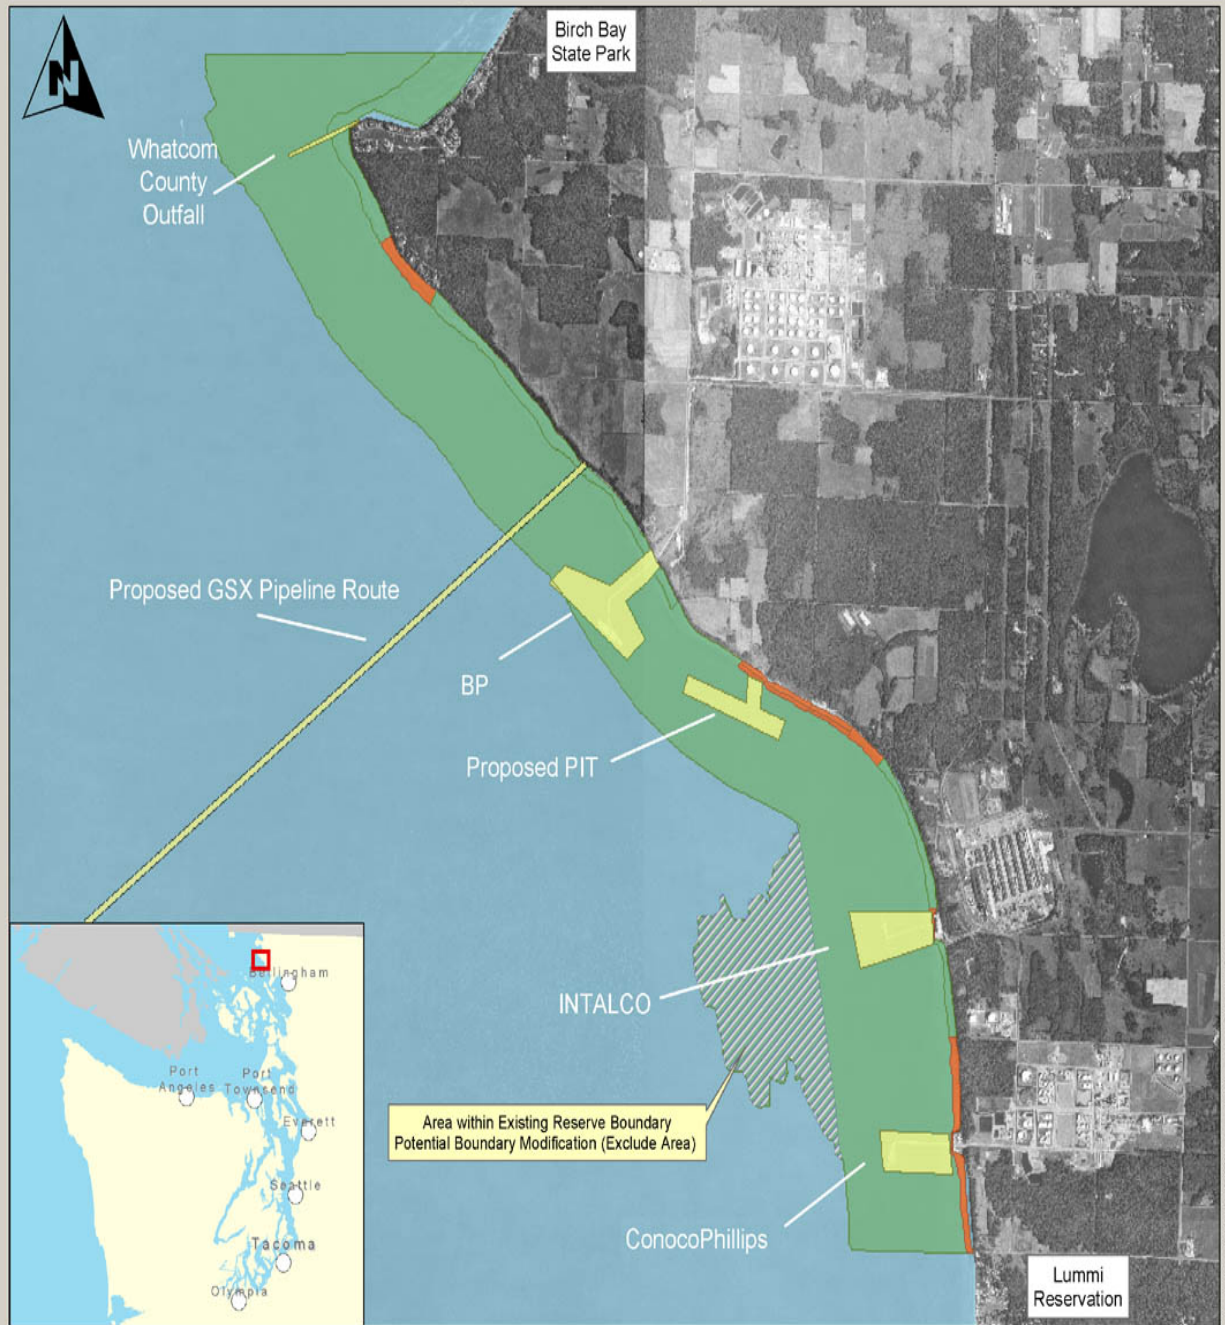 Birch Bay
State Park
N
Whatcom
County
Outfall
Proposed GSX Pipeline Route
BP
Proposed PIT
INTALCO
Area within Existing Reserve Boundary
Potential Boundary Modification (Exclude Area)
ConocoPhillips
Lummi
Reservation
Bellingham
Port
Angeles
Port
Townsend
Everett
Seattle
Tacoma
Olympia